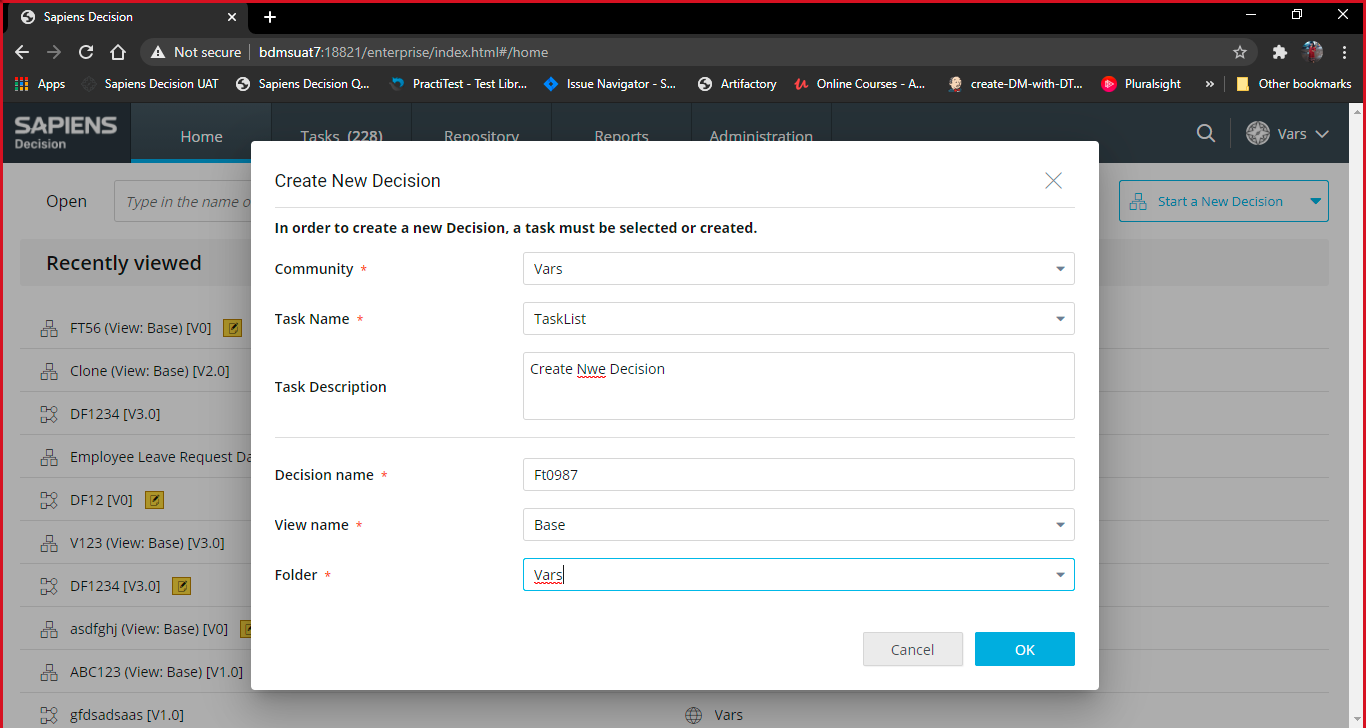 Sapiens Decision
Not secure | bdmsuat7:18821/enterprise/index.html#/home
Apps Sapiens Decision UAT Sapiens Decision Q... PractiTest - Test Libr... Issue Navigator - S... Artifactory Online Courses - A... create-DM-with-DT... Pluralsight » Other bookmarks
SAPIENS
Decision
Home Tasks (228) Repository Reports Administration Vars
Open Type in the name o Start a New Decision
Recently viewed
FT56 (View: Base) [V0]
Clone (View: Base) [V2.0]
DF1234 [V3.0]
Employee Leave Request Da
DF12 [V0]
V123 (View: Base) [V3.0]
DF1234 [V3.0]
asdfghj (View: Base) [V0]
ABC123 (View: Base) [V1.0]
gfdsadsaas [V1.0] Vars
Create New Decision
In order to create a new Decision, a task must be selected or created.
Community * Vars
Task Name * TaskList
Task Description Create Nwe Decision
Decision name * Ft0987
View name * Base
Folder * Vars
Cancel OK